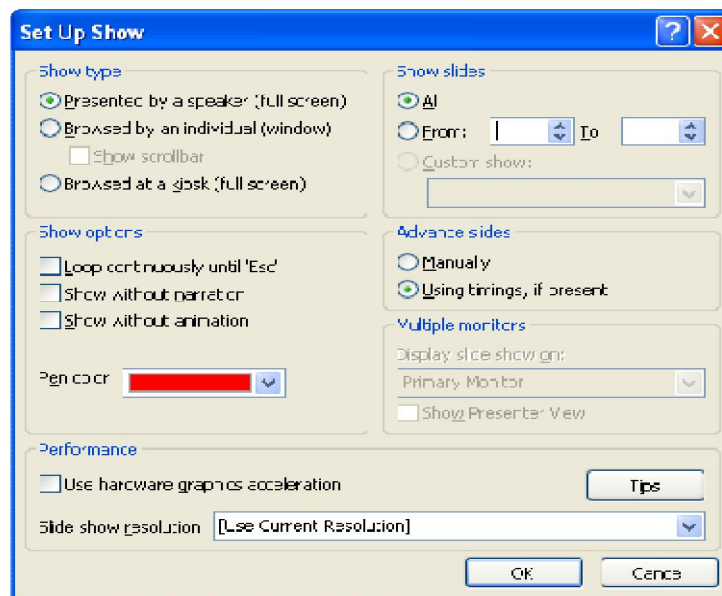 Set Up Show
Show type
Presented by a speaker (full screen)
Browsed by an individual (window)
Show scrollbar
Browsed at a kiosk (full screen)
Show slides
All
From: To
Custom show:
Show options
Loop continuously until 'Esc'
Show without narration
Show without animation
Pen color
Advance slides
Manually
Using timings, if present
Multiple monitors
Display slide show on:
Primary Monitor
Show Presenter View
Performance
Use hardware graphics acceleration
Tips
Slide show resolution [Use Current Resolution]
OK Cancel